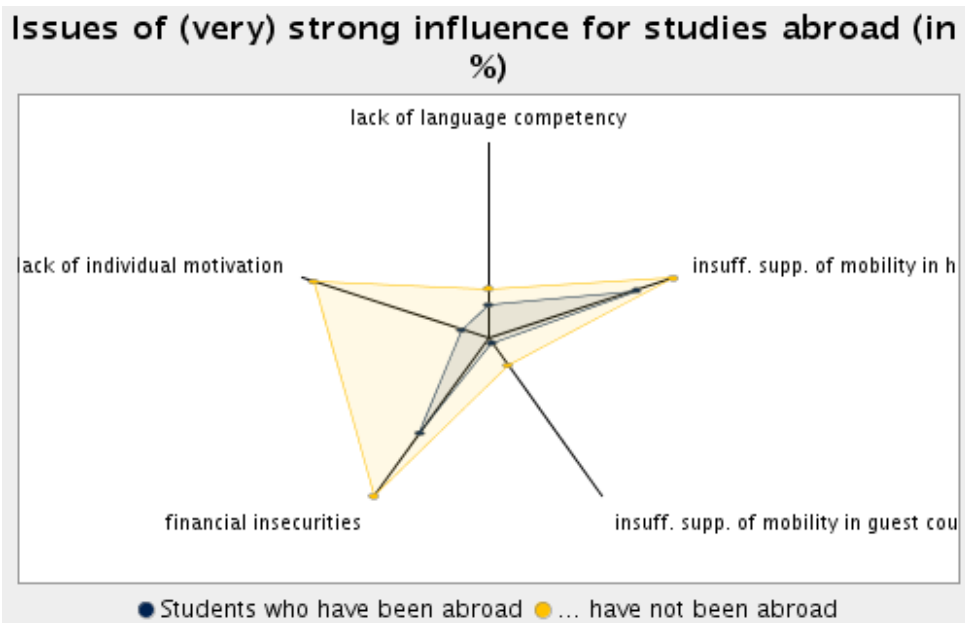 Issues of (very) strong influence for studies abroad (in
%)
lack of language competency
lack of individual motivation
insuff. supp. of mobility in h
financial insecurities
insuff. supp. of mobility in guest cou
Students who have been abroad ... have not been abroad